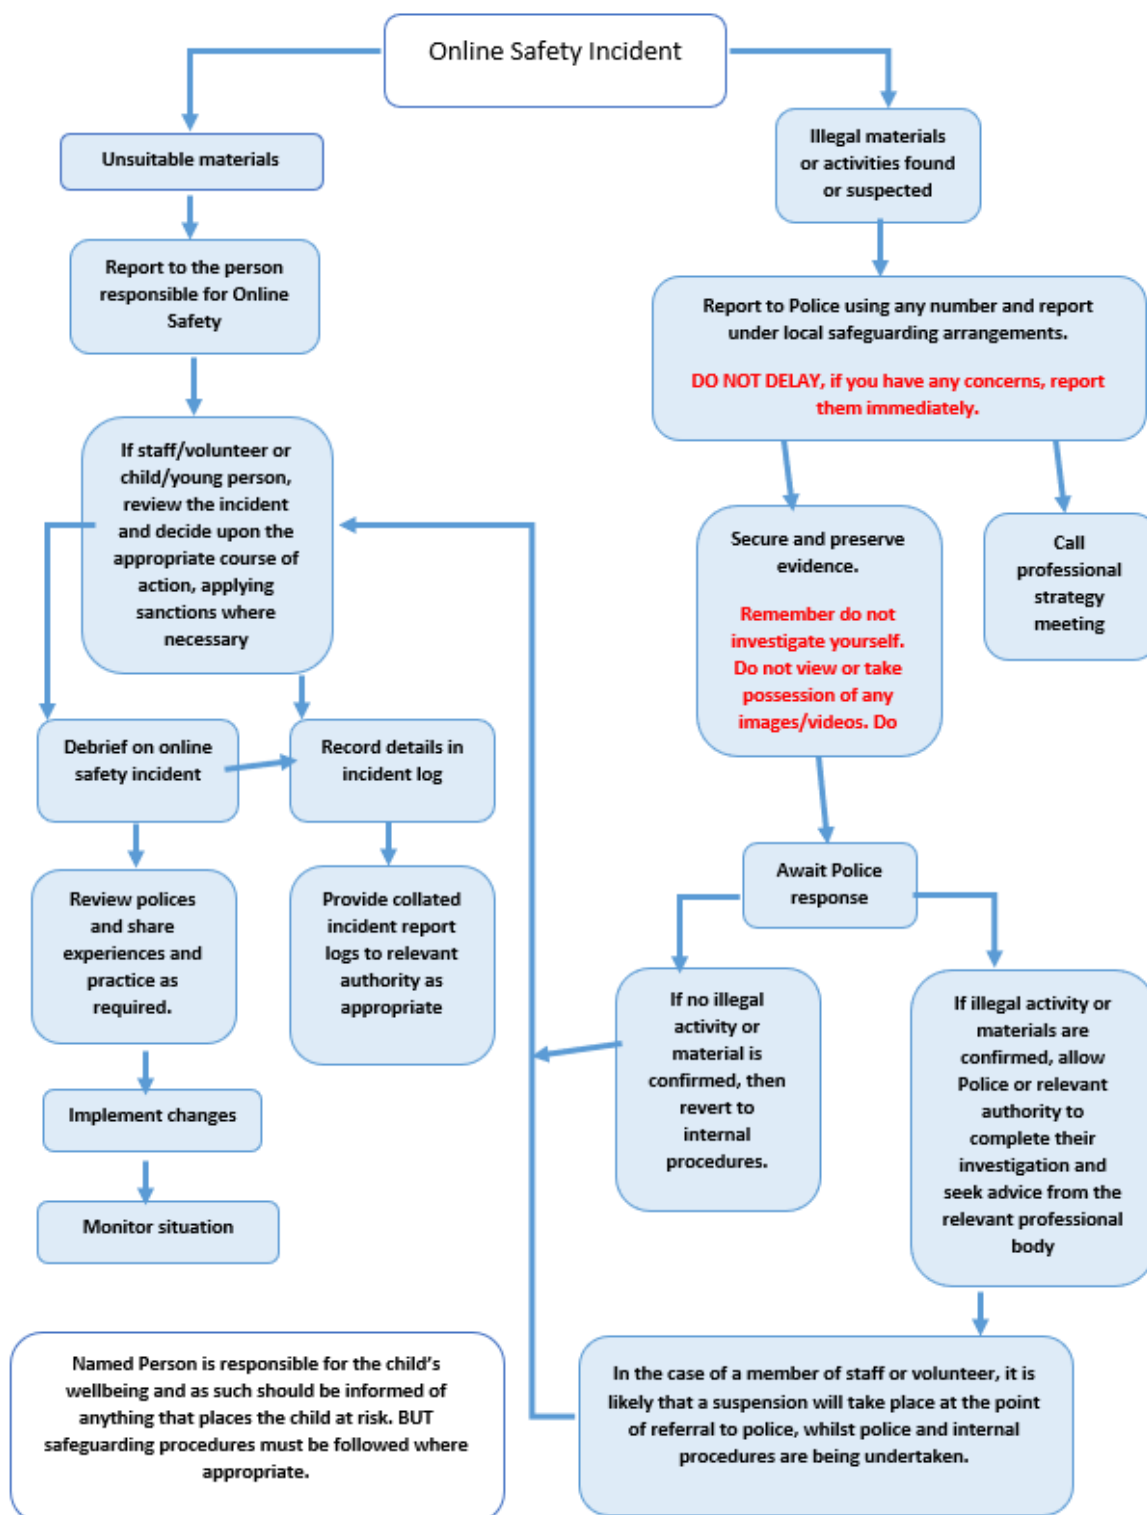 Online Safety Incident
Unsuitable materials
Report to the person
responsible for Online
Safety
If staff/volunteer or
child/young person,
review the incident
and decide upon the
appropriate course of
action, applying
sanctions where
necessary
Debrief on online
safety incident
Record details in
incident log
Review polices
and share
experiences and
practice as
required.
Provide collated
incident report
logs to relevant
authority as
appropriate
Implement changes
Monitor situation
Illegal materials
or activities found
or suspected
Report to Police using any number and report
under local safeguarding arrangements.
DO NOT DELAY, if you have any concerns, report
them immediately.
Secure and preserve
evidence.
Remember do not
investigate yourself.
Do not view or take
possession of any
images/videos. Do
Call
professional
strategy
meeting
Await Police
response
If no illegal
activity or
material is
confirmed, then
revert to
internal
procedures.
If illegal activity or
materials are
confirmed, allow
Police or relevant
authority to
complete their
investigation and
seek advice from the
relevant professional
body
In the case of a member of staff or volunteer, it is
likely that a suspension will take place at the point
of referral to police, whilst police and internal
procedures are being undertaken.
Named Person is responsible for the child’s
wellbeing and as such should be informed of
anything that places the child at risk. BUT
safeguarding procedures must be followed where
appropriate.